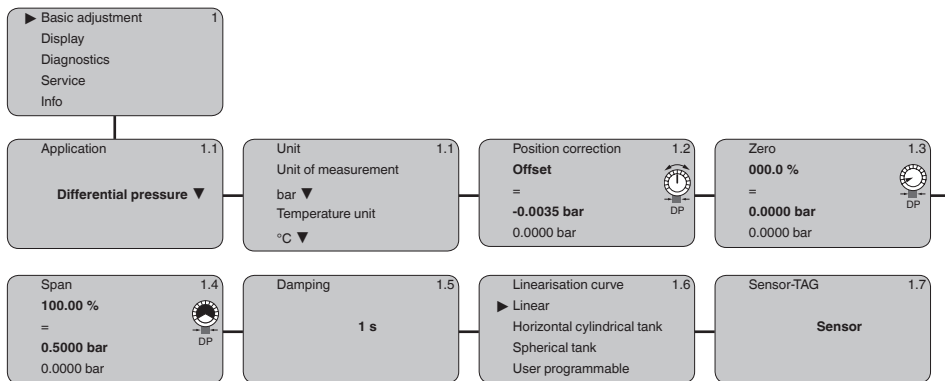 ▶ Basic adjustment 1
Display
Diagnostics
Service
Info
Application 1.1
Differential pressure ▼
Unit 1.1
Unit of measurement
bar ▼
Temperature unit
°C ▼
Position correction 1.2
Offset
=
-0.0035 bar
0.0000 bar
DP
Zero 1.3
000.0 %
=
0.0000 bar
0.0000 bar
DP
Span 1.4
100.00 %
=
0.5000 bar
0.0000 bar
DP
Damping 1.5
1 s
Linearisation curve 1.6
▶ Linear
Horizontal cylindrical tank
Spherical tank
User programmable
Sensor-TAG 1.7
Sensor